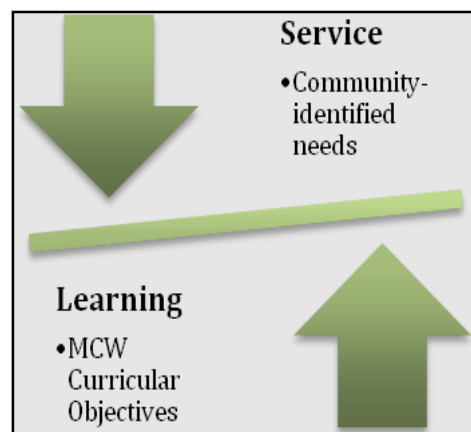 Service
•Community-
identified
needs
Learning
•MCW
Curricular
Objectives